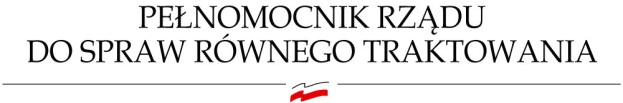 PEŁNOMOCNIK RZĄDU
DO SPRAW RÓWNEGO TRAKTOWANIA